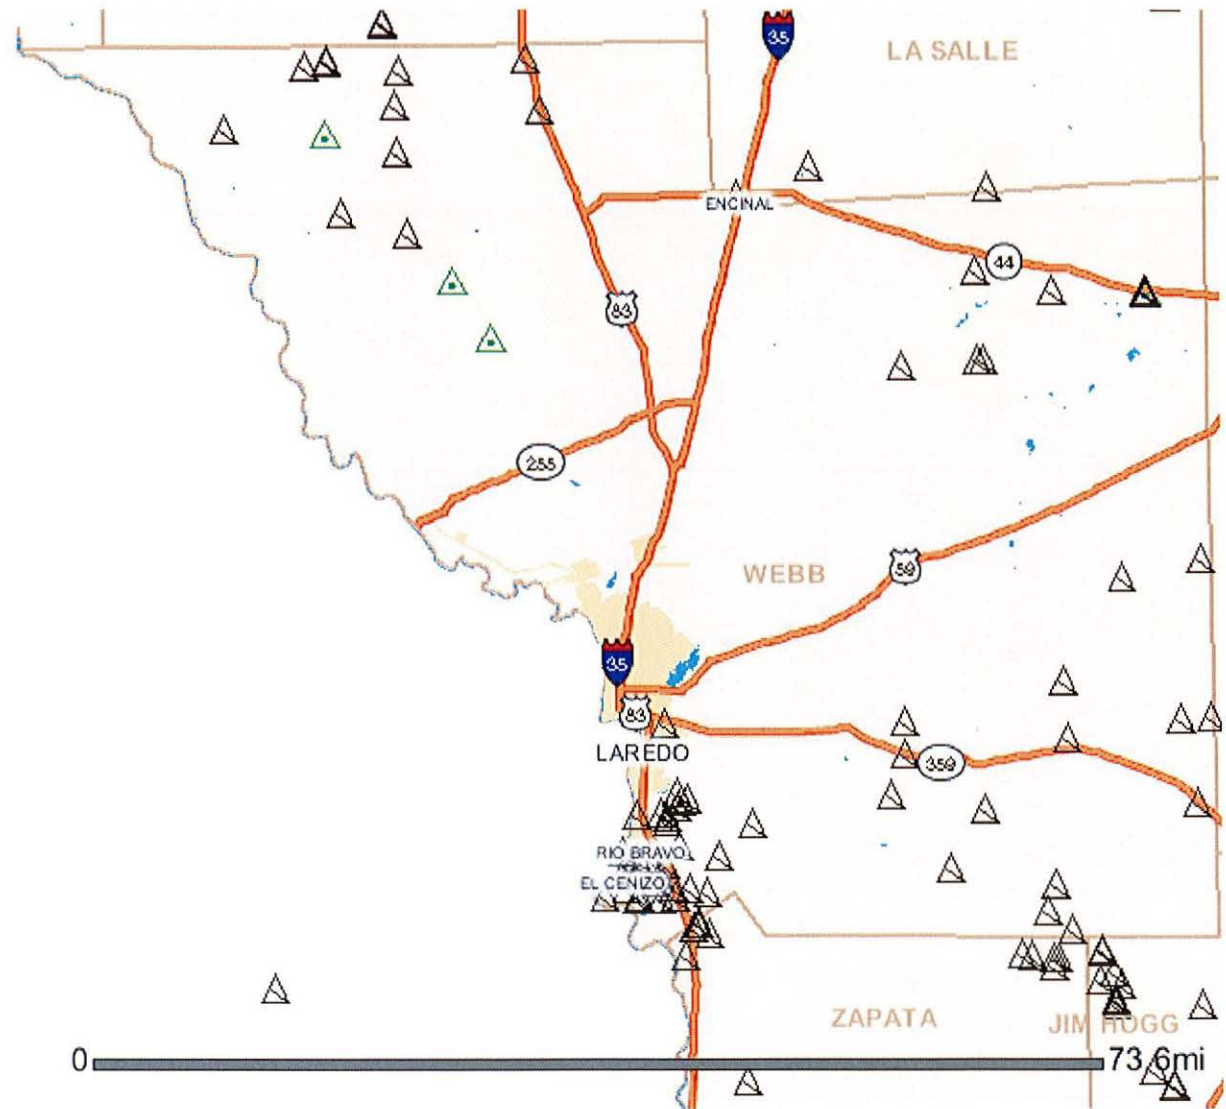 35
LA SALLE
ENCINAL
44
83
255
59
WEBB
35
83
LAREDO
359
RIO BRAVO
EL CENIZO
ZAPATA
JIM HOGG
0
73.6mi